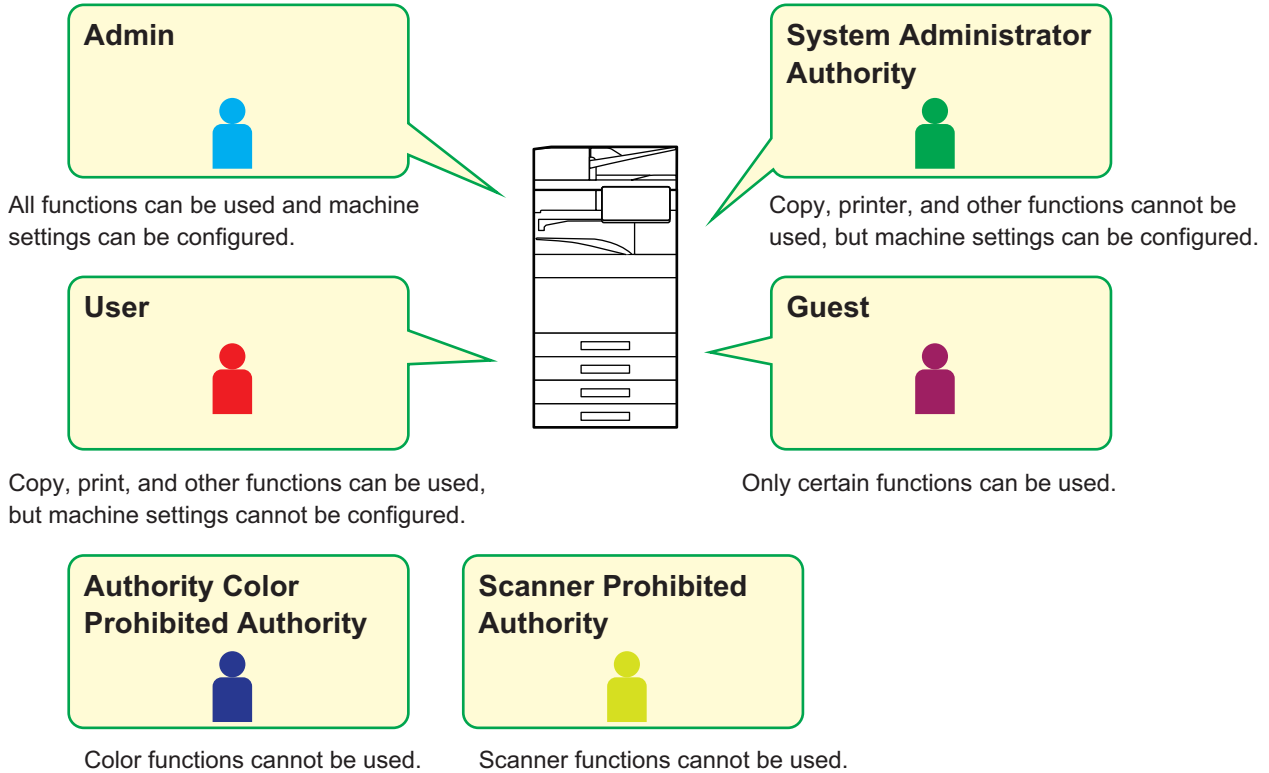 Admin
All functions can be used and machine
settings can be configured.
System Administrator
Authority
Copy, printer, and other functions cannot be
used, but machine settings can be configured.
User
Copy, print, and other functions can be used,
but machine settings cannot be configured.
Guest
Only certain functions can be used.
Authority Color
Prohibited Authority
Color functions cannot be used.
Scanner Prohibited
Authority
Scanner functions cannot be used.